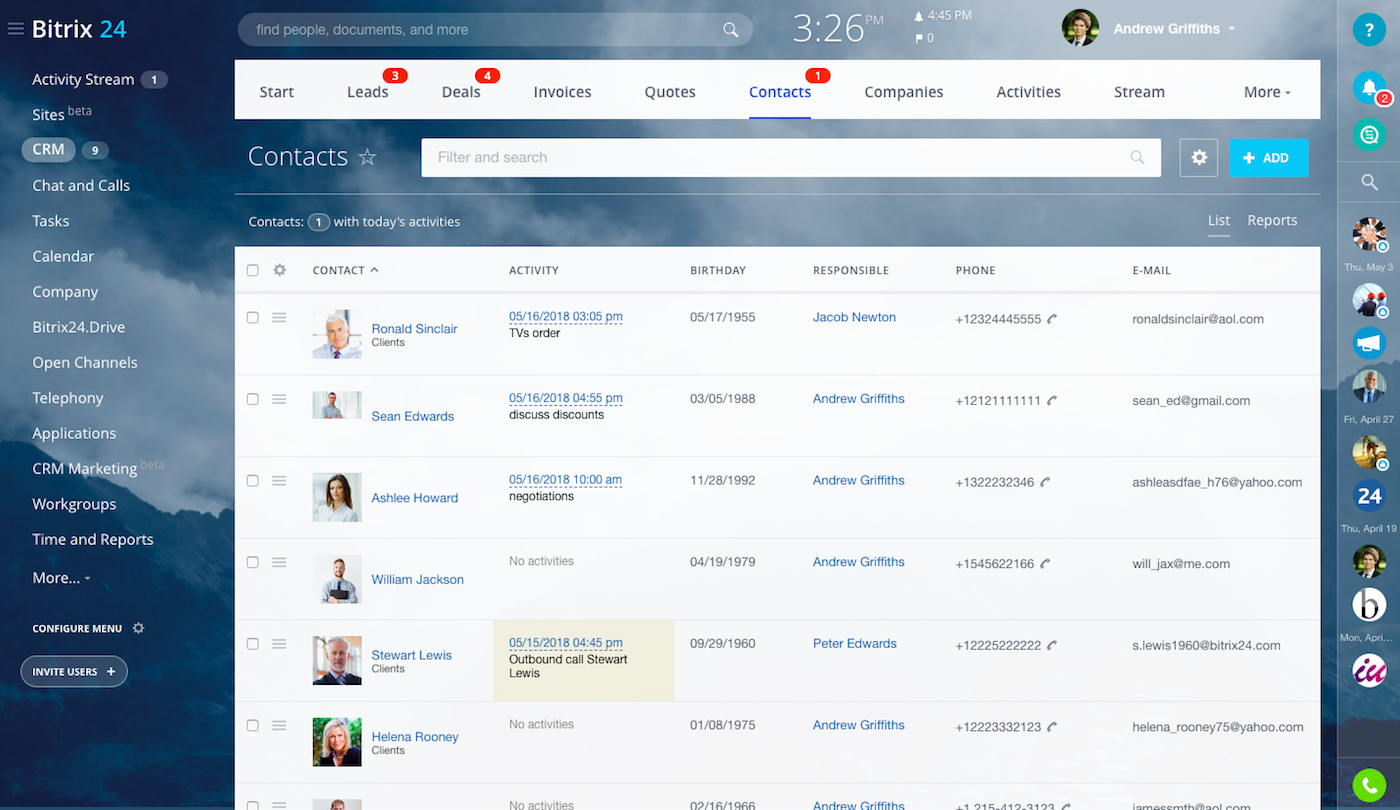 Bitrix 24
find people, documents, and more
3:26 PM
4:45 PM
0
Andrew Griffiths
?
Activity Stream 1
Sites beta
CRM 9
Chat and Calls
Tasks
Calendar
Company
Bitrix24.Drive
Open Channels
Telephony
Applications
CRM Marketing beta
Workgroups
Time and Reports
More...
CONFIGURE MENU
INVITE USERS +
Start
Leads 3
Deals 4
Invoices
Quotes
Contacts 1
Companies
Activities
Stream
More
Contacts
Filter and search
+ ADD
Contacts: 1 with today's activities
List Reports
CONTACT ACTIVITY BIRTHDAY RESPONSIBLE PHONE E-MAIL
Ronald Sinclair
Clients
05/16/2018 03:05 pm
TVs order
05/17/1955
Jacob Newton
+12324445555
ronaldsinclair@aol.com
Sean Edwards
05/16/2018 04:55 pm
discuss discounts
03/05/1988
Andrew Griffiths
+12121111111
sean_ed@gmail.com
Ashlee Howard
05/16/2018 10:00 am
negotiations
11/28/1992
Andrew Griffiths
+1322232346
ashleasdfae_h76@yahoo.com
William Jackson
No activities
04/19/1979
Andrew Griffiths
+1545622166
will_jax@me.com
Stewart Lewis
Clients
05/15/2018 04:45 pm
Outbound call Stewart
Lewis
09/29/1960
Peter Edwards
+12225222222
s.lewis1960@bitrix24.com
Helena Rooney
Clients
No activities
01/08/1975
Andrew Griffiths
+12223332123
helena_rooney75@yahoo.com
No activities
02/16/1966
Andrew Griffiths
+1 215-412-3123
jamessmth@aol.com
2
Thu, May 3
Fri, April 27
24
Thu, April 19
b
Mon, Apri...
iu